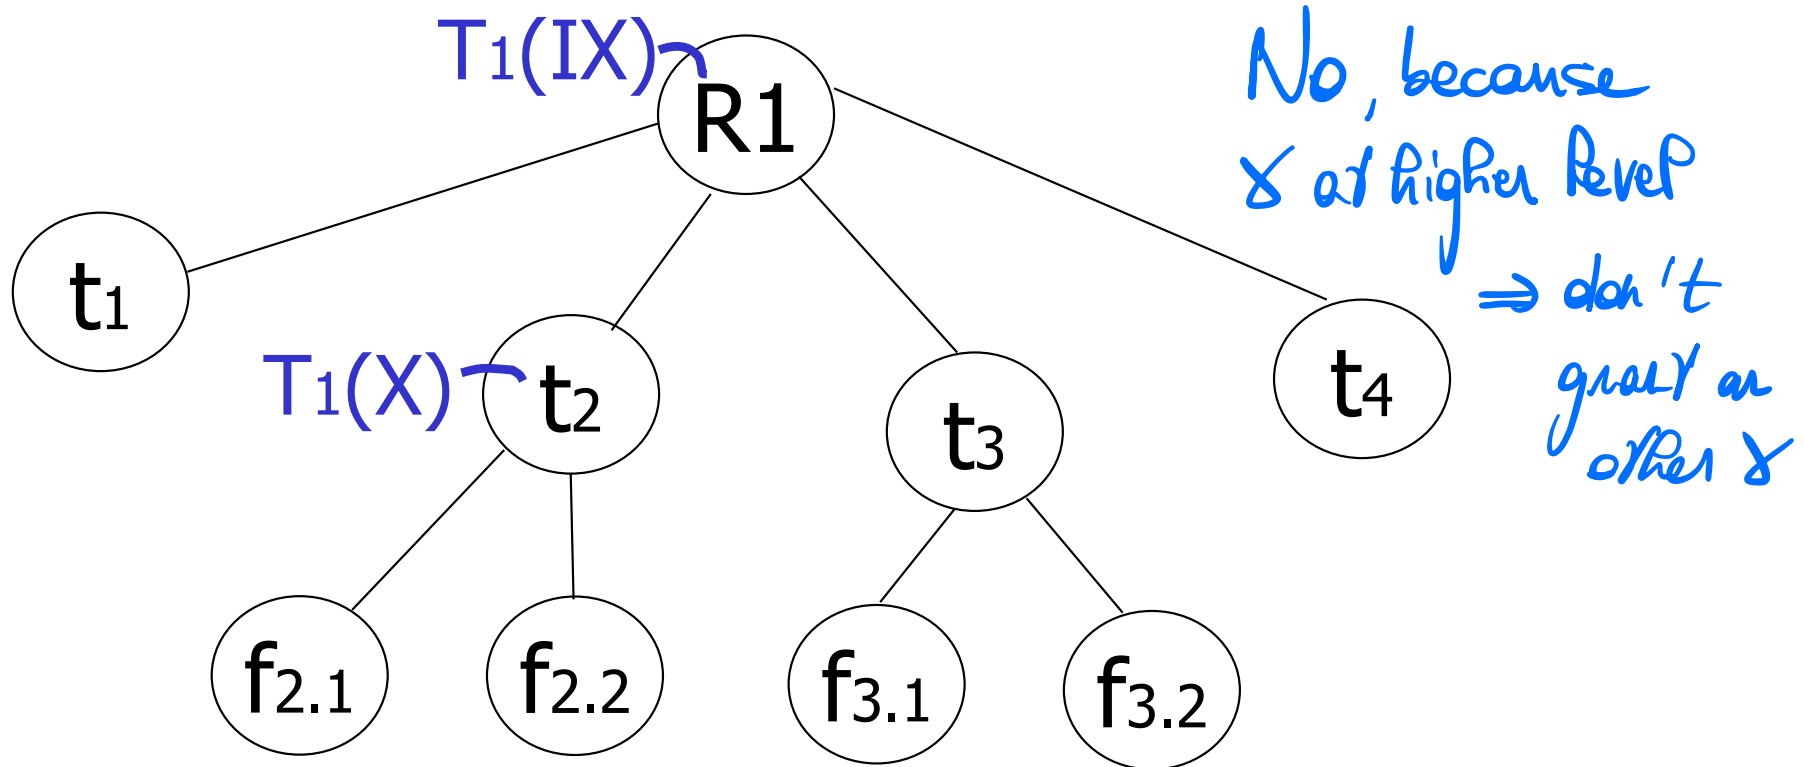 T1(IX)
R1
No, because
X at higher level
⇒ don't
grant an
other X
t1
T1(X)
t2
t3
t4
f2.1
f2.2
f3.1
f3.2